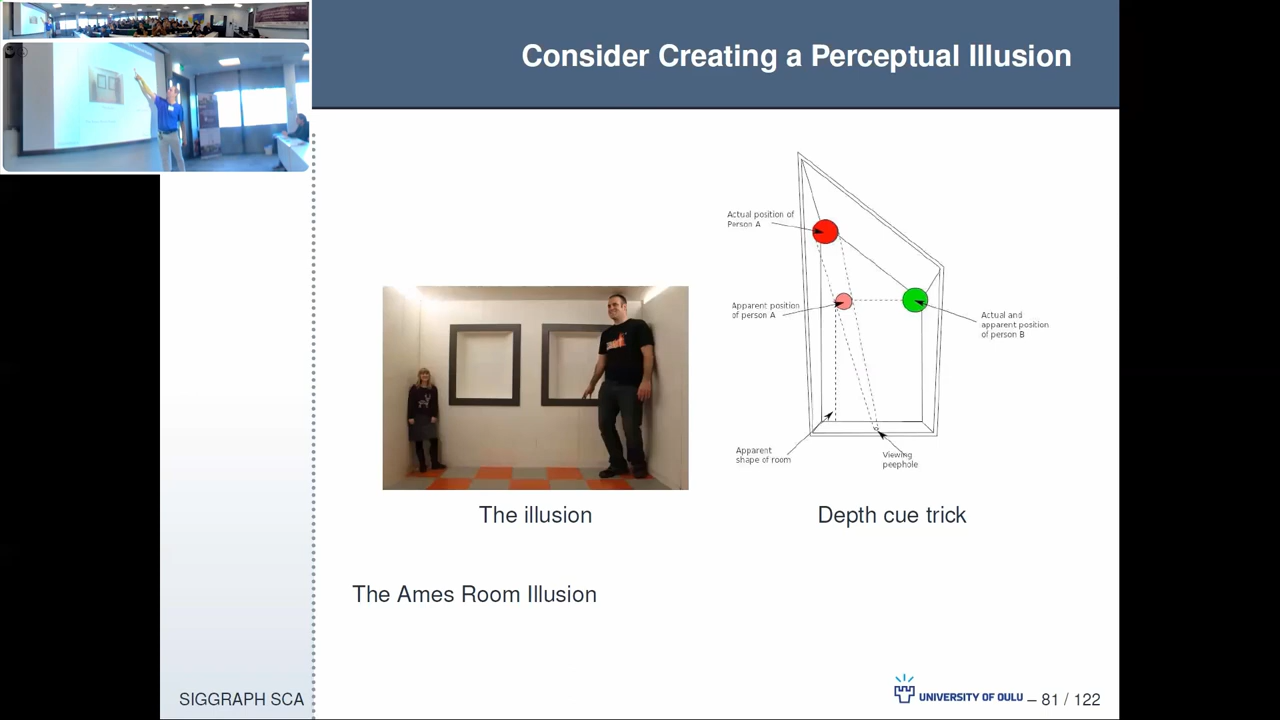 Consider Creating a Perceptual Illusion
Actual position of
Person A
Apparent position
of person A
Actual and
apparent position
of person B
Apparent
shape of room
Viewing
peephole
The illusion
Depth cue trick
The Ames Room Illusion
SIGGRAPH SCA
UNIVERSITY OF OULU – 81 / 122